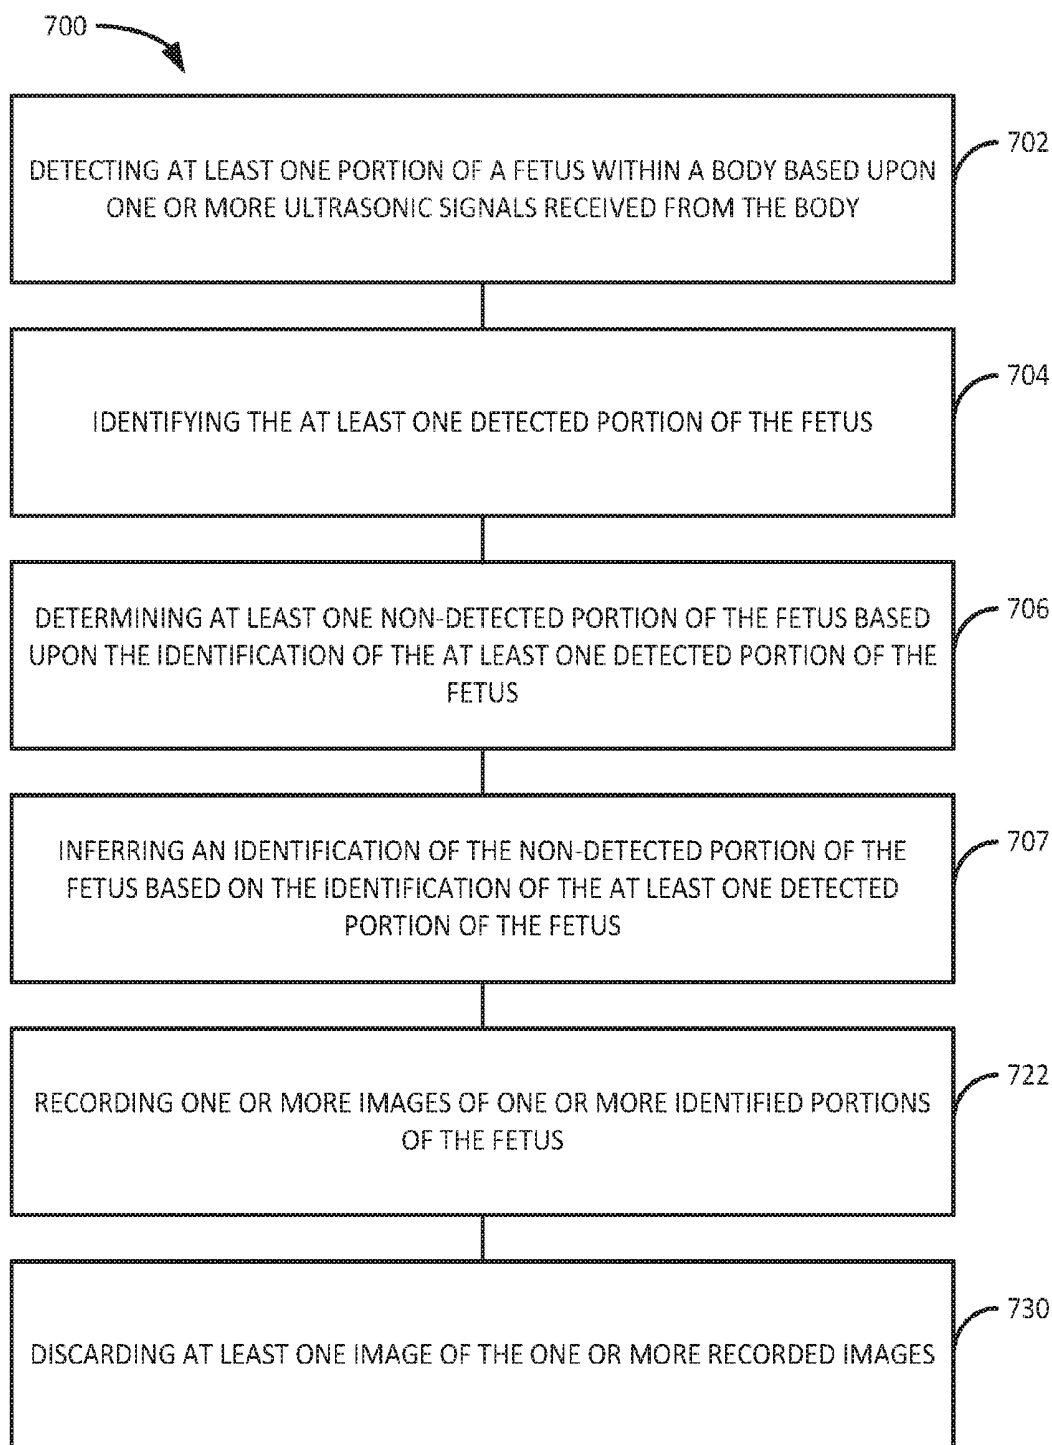 700
DETECTING AT LEAST ONE PORTION OF A FETUS WITHIN A BODY BASED UPON
ONE OR MORE ULTRASONIC SIGNALS RECEIVED FROM THE BODY
702
IDENTIFYING THE AT LEAST ONE DETECTED PORTION OF THE FETUS
704
DETERMINING AT LEAST ONE NON-DETECTED PORTION OF THE FETUS BASED
UPON THE IDENTIFICATION OF THE AT LEAST ONE DETECTED PORTION OF THE
FETUS
706
INFERRING AN IDENTIFICATION OF THE NON-DETECTED PORTION OF THE
FETUS BASED ON THE IDENTIFICATION OF THE AT LEAST ONE DETECTED
PORTION OF THE FETUS
707
RECORDING ONE OR MORE IMAGES OF ONE OR MORE IDENTIFIED PORTIONS
OF THE FETUS
722
DISCARDING AT LEAST ONE IMAGE OF THE ONE OR MORE RECORDED IMAGES
730